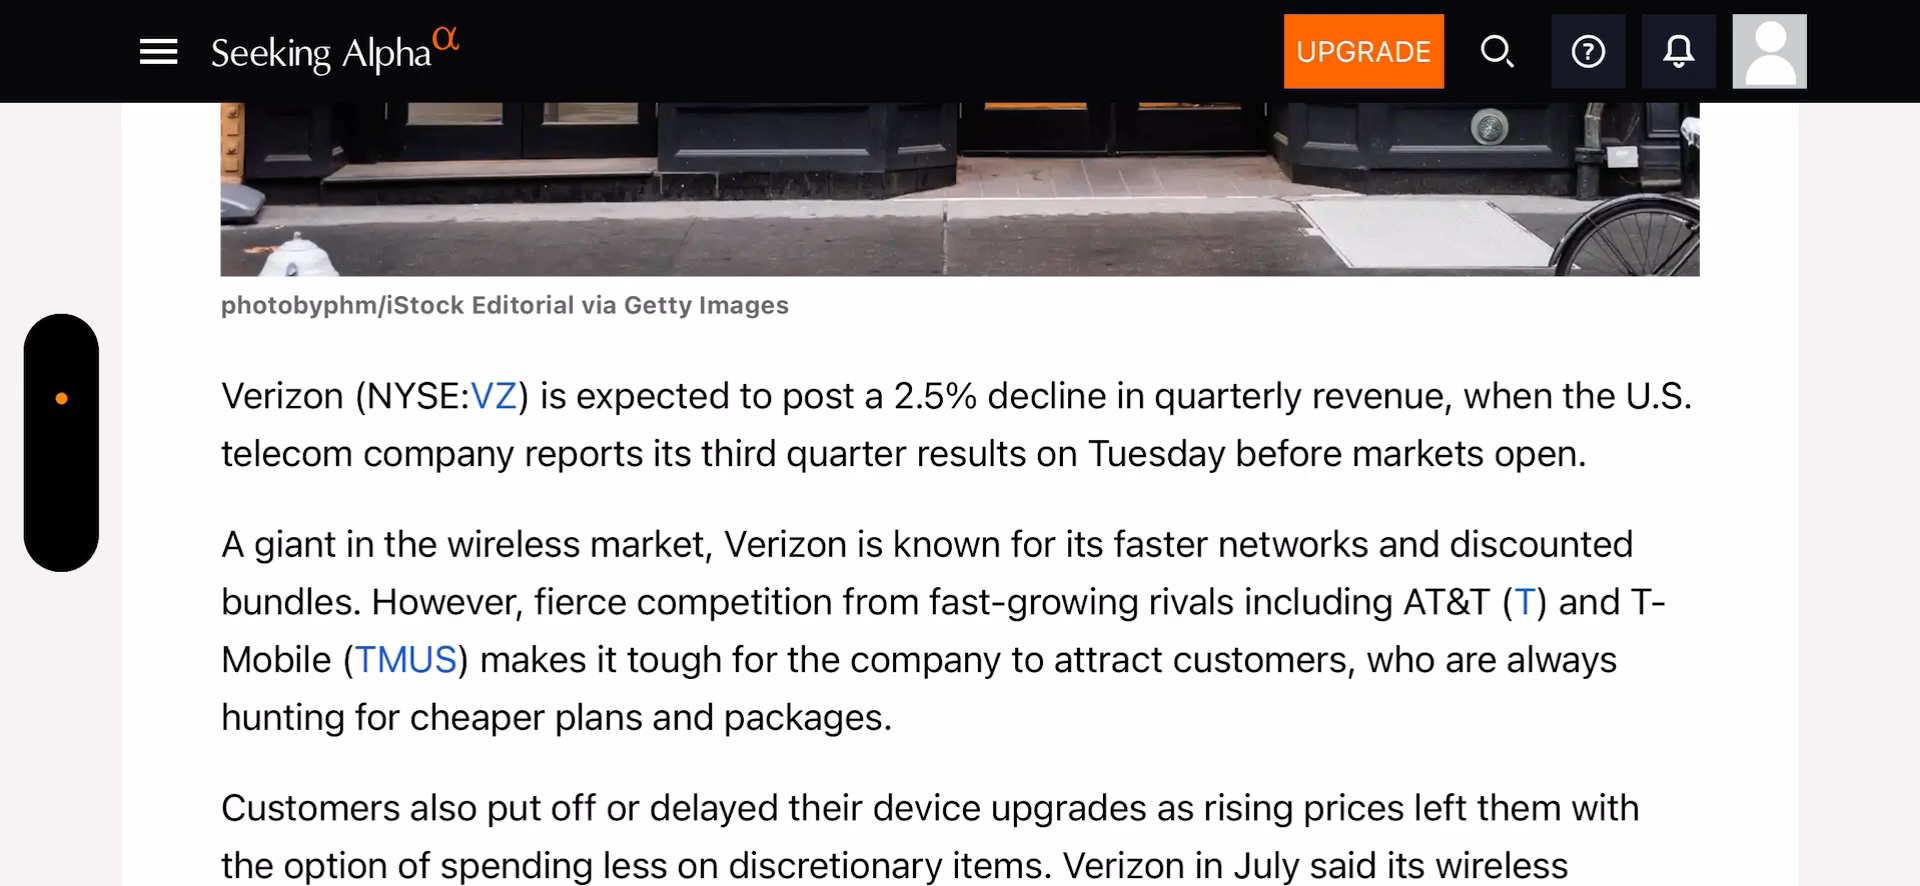 Seeking Alpha α
UPGRADE
photobyphm/iStock Editorial via Getty Images
Verizon (NYSE:VZ) is expected to post a 2.5% decline in quarterly revenue, when the U.S.
telecom company reports its third quarter results on Tuesday before markets open.
A giant in the wireless market, Verizon is known for its faster networks and discounted
bundles. However, fierce competition from fast-growing rivals including AT&T (T) and T-
Mobile (TMUS) makes it tough for the company to attract customers, who are always
hunting for cheaper plans and packages.
Customers also put off or delayed their device upgrades as rising prices left them with
the option of spending less on discretionary items. Verizon in July said its wireless